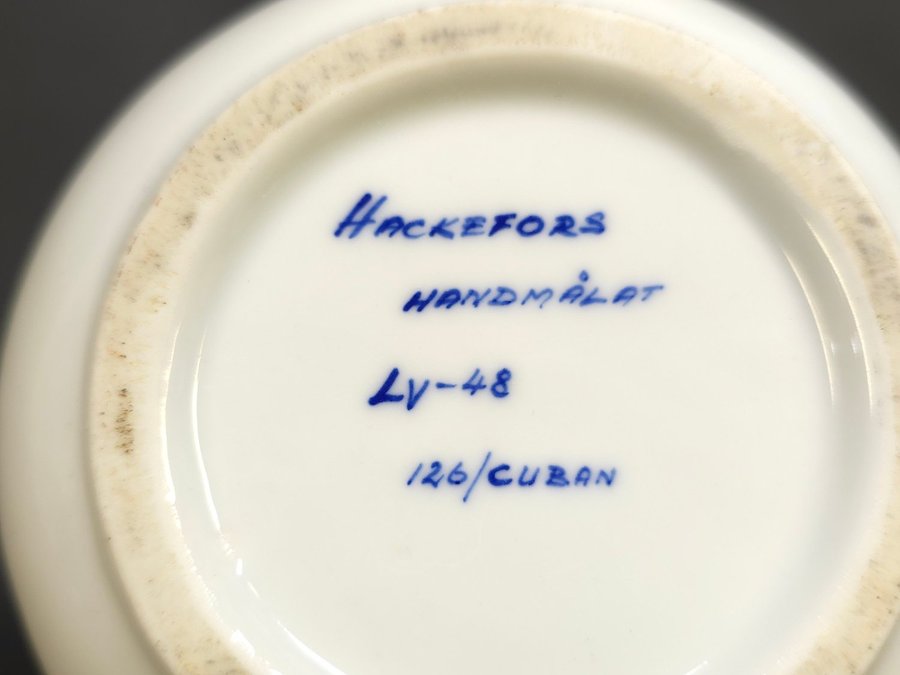 HACKEFORS
HANDMÅLAT
LV-48
126/CUBAN